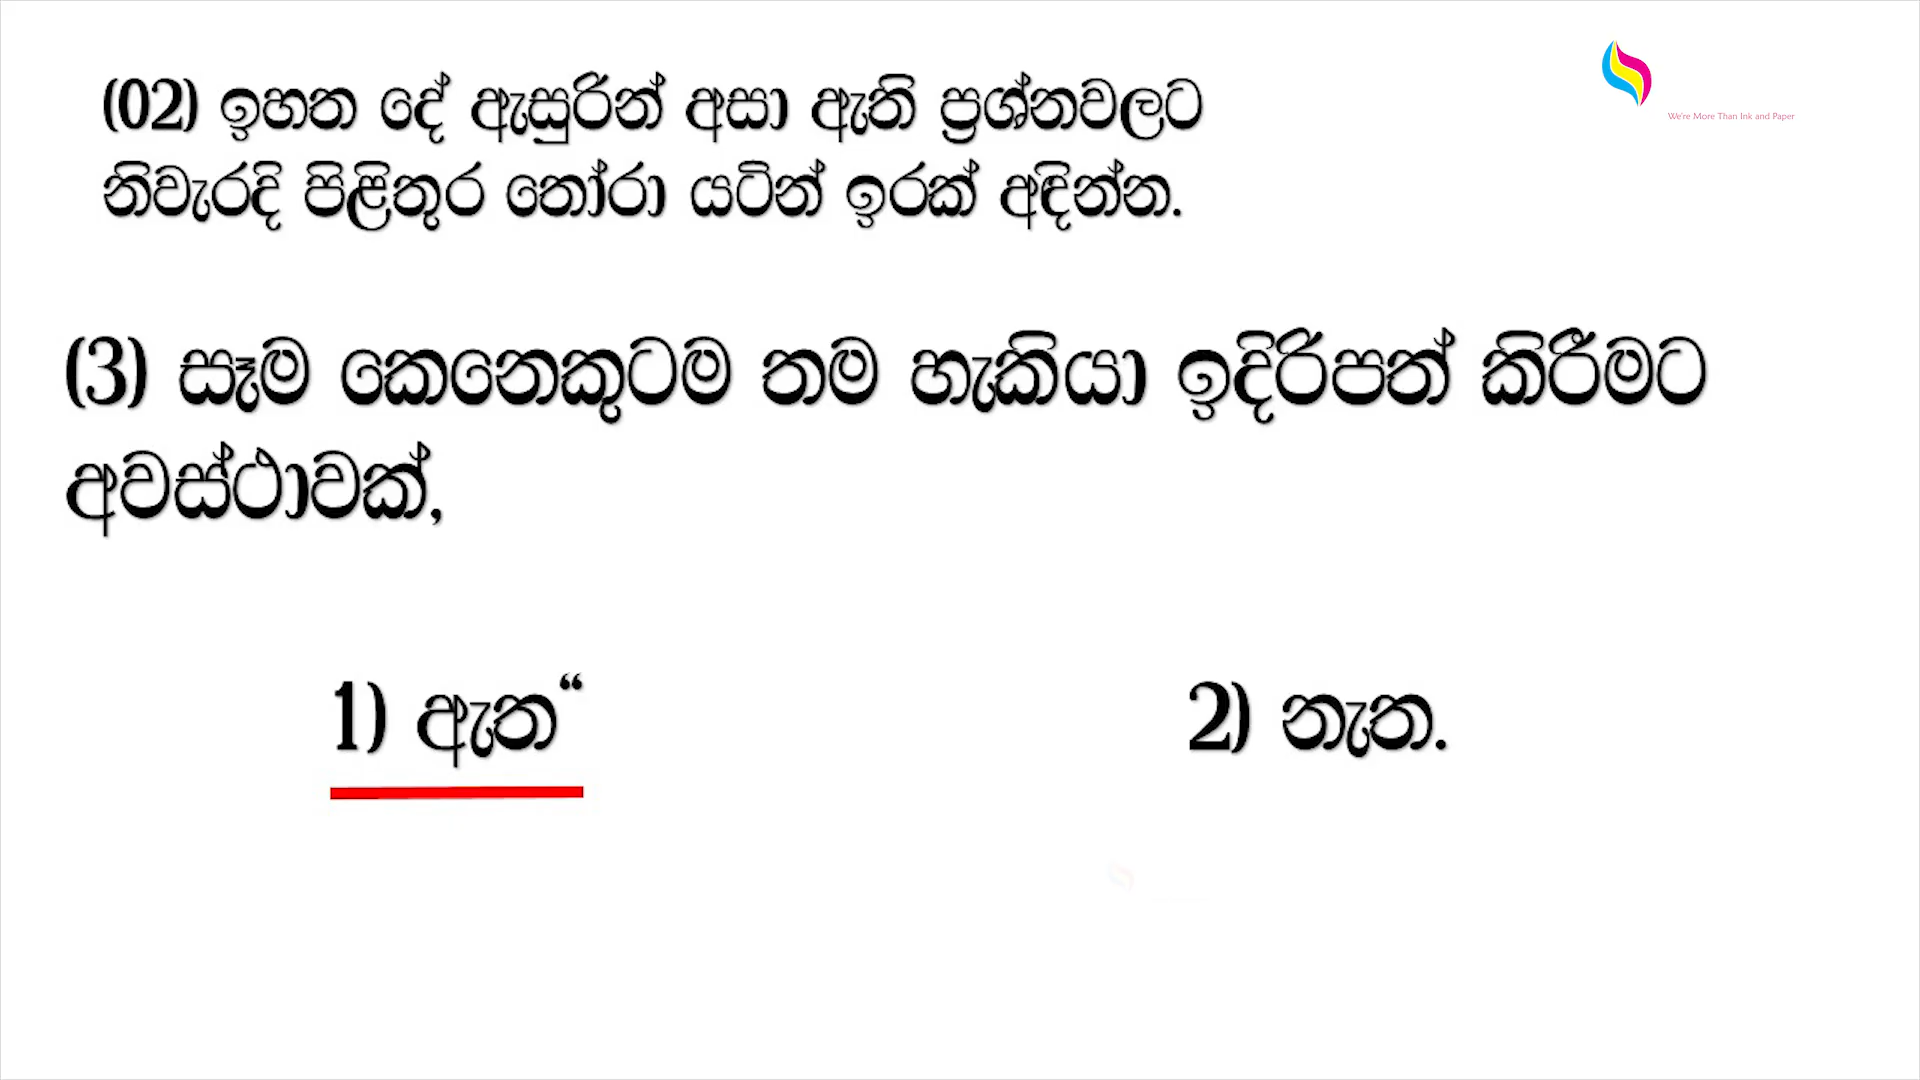 (02) ඉහත දේ ඇසුරින් අසා ඇති ප්‍රශ්නවලට
නිවැරදි පිළිතුර තෝරා යටින් ඉරක් අඳින්න.
We're More Than Ink and Paper
(3) සෑම කෙනෙකුටම තම හැකියා ඉදිරිපත් කිරීමට
අවස්ථාවක්,
1) ඇත“
2) නැත.